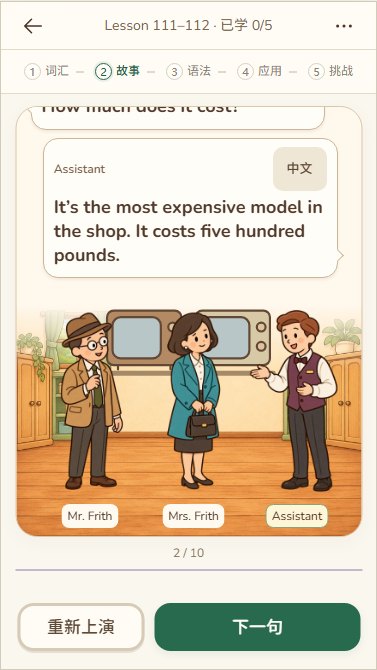 Lesson 111–112 · 已学 0/5
1 词汇 2 故事 3 语法 4 应用 5 挑战
How much does it cost?
Assistant
中文
It’s the most expensive model in
the shop. It costs five hundred
pounds.
Mr. Frith
Mrs. Frith
Assistant
2 / 10
重新上演
下一句